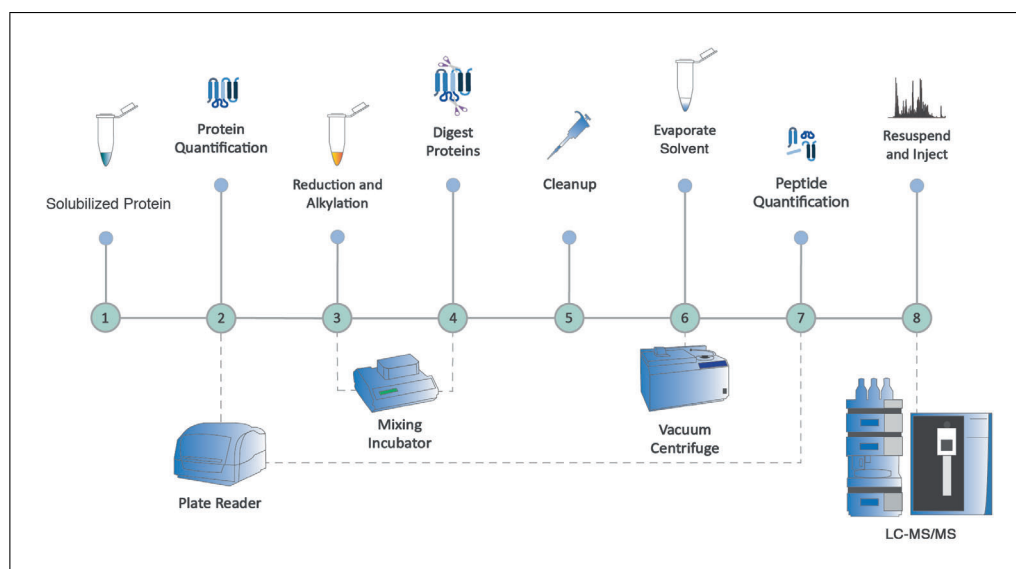 Solubilized Protein
Protein
Quantification
Reduction and
Alkylation
Digest
Proteins
Cleanup
Evaporate
Solvent
Peptide
Quantification
Resuspend
and Inject
1
2
3
4
5
6
7
8
Plate Reader
Mixing
Incubator
Vacuum
Centrifuge
LC-MS/MS